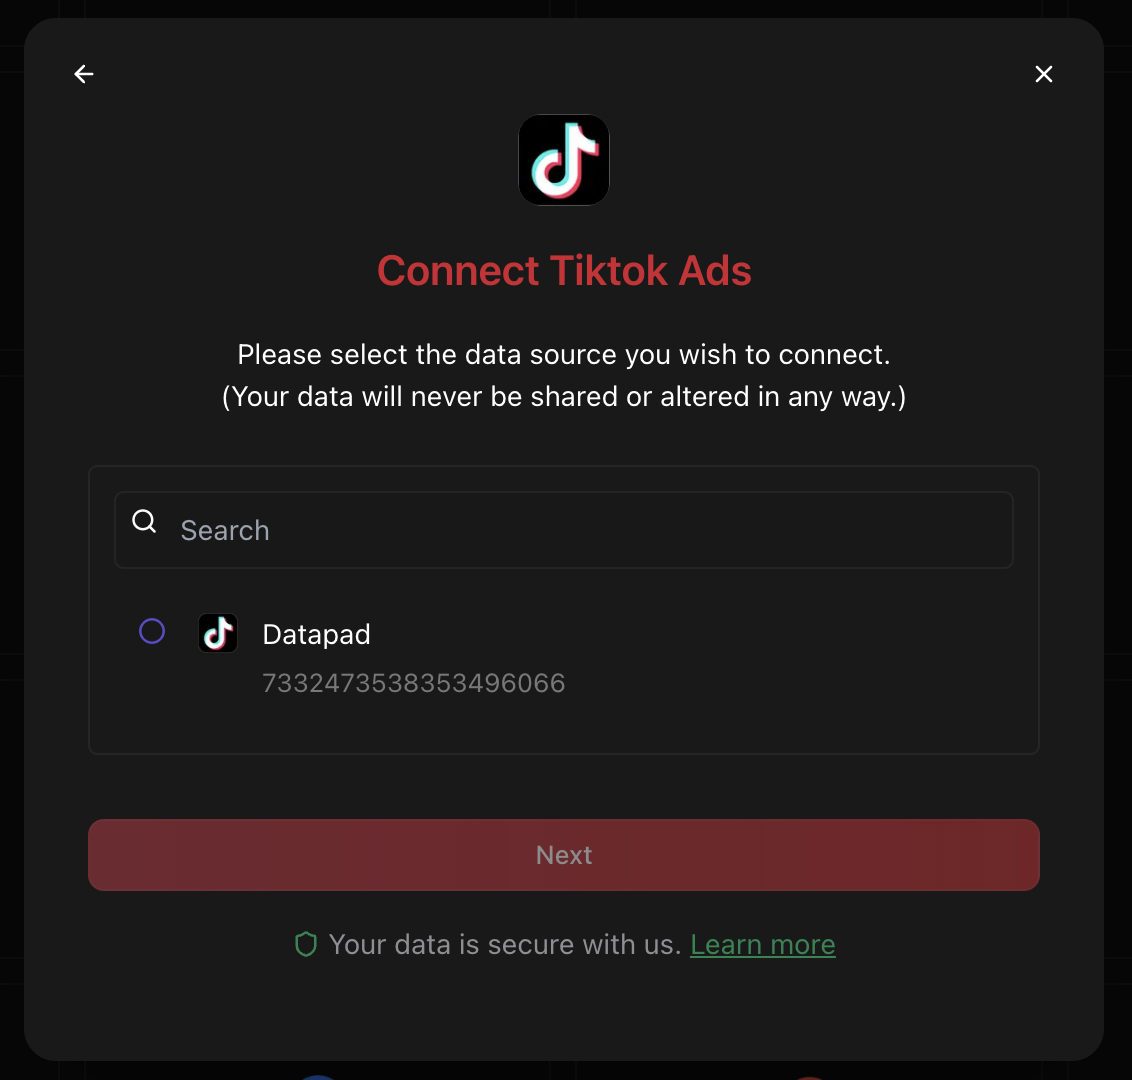 Connect Tiktok Ads
Please select the data source you wish to connect.
(Your data will never be shared or altered in any way.)
Search
Datapad
7332473538353496066
Next
Your data is secure with us. Learn more